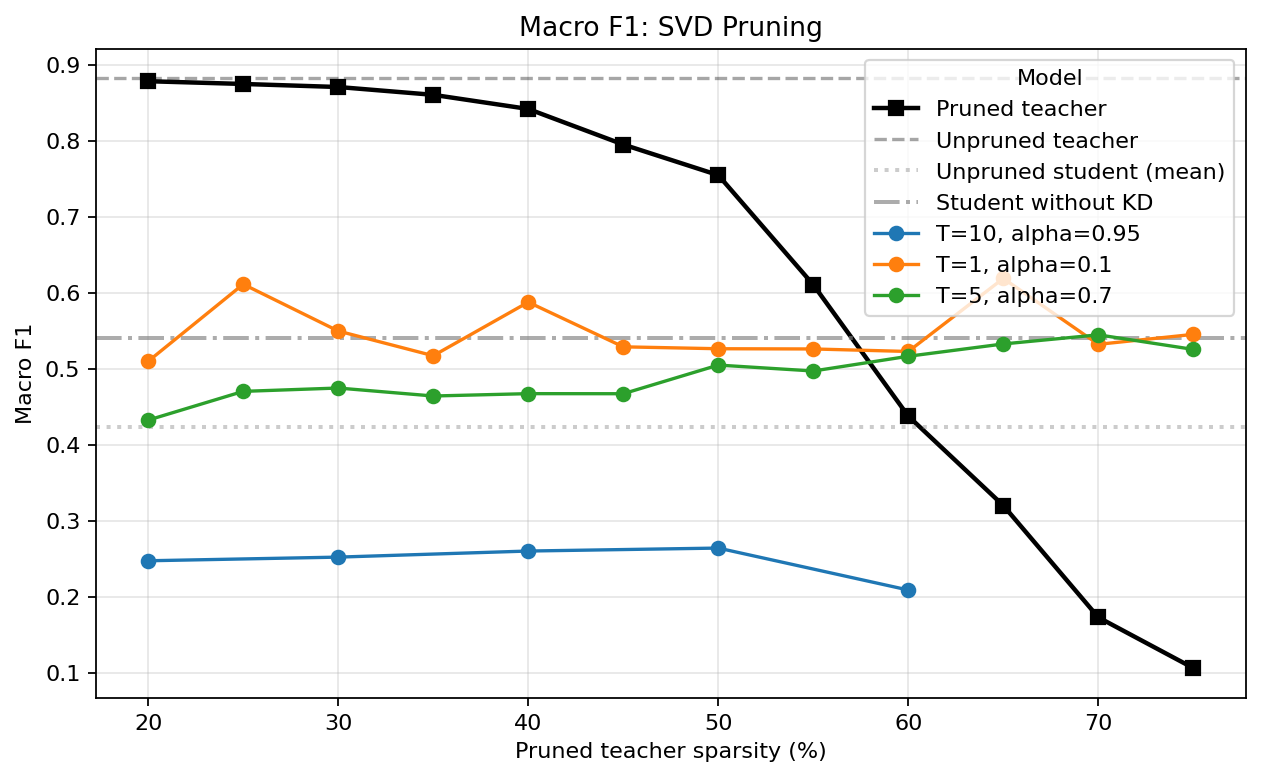 Macro F1: SVD Pruning
Macro F1
0.9
0.8
0.7
0.6
0.5
0.4
0.3
0.2
0.1
Model
Pruned teacher
Unpruned teacher
Unpruned student (mean)
Student without KD
T=10, alpha=0.95
T=1, alpha=0.1
T=5, alpha=0.7
20 30 40 50 60 70
Pruned teacher sparsity (%)